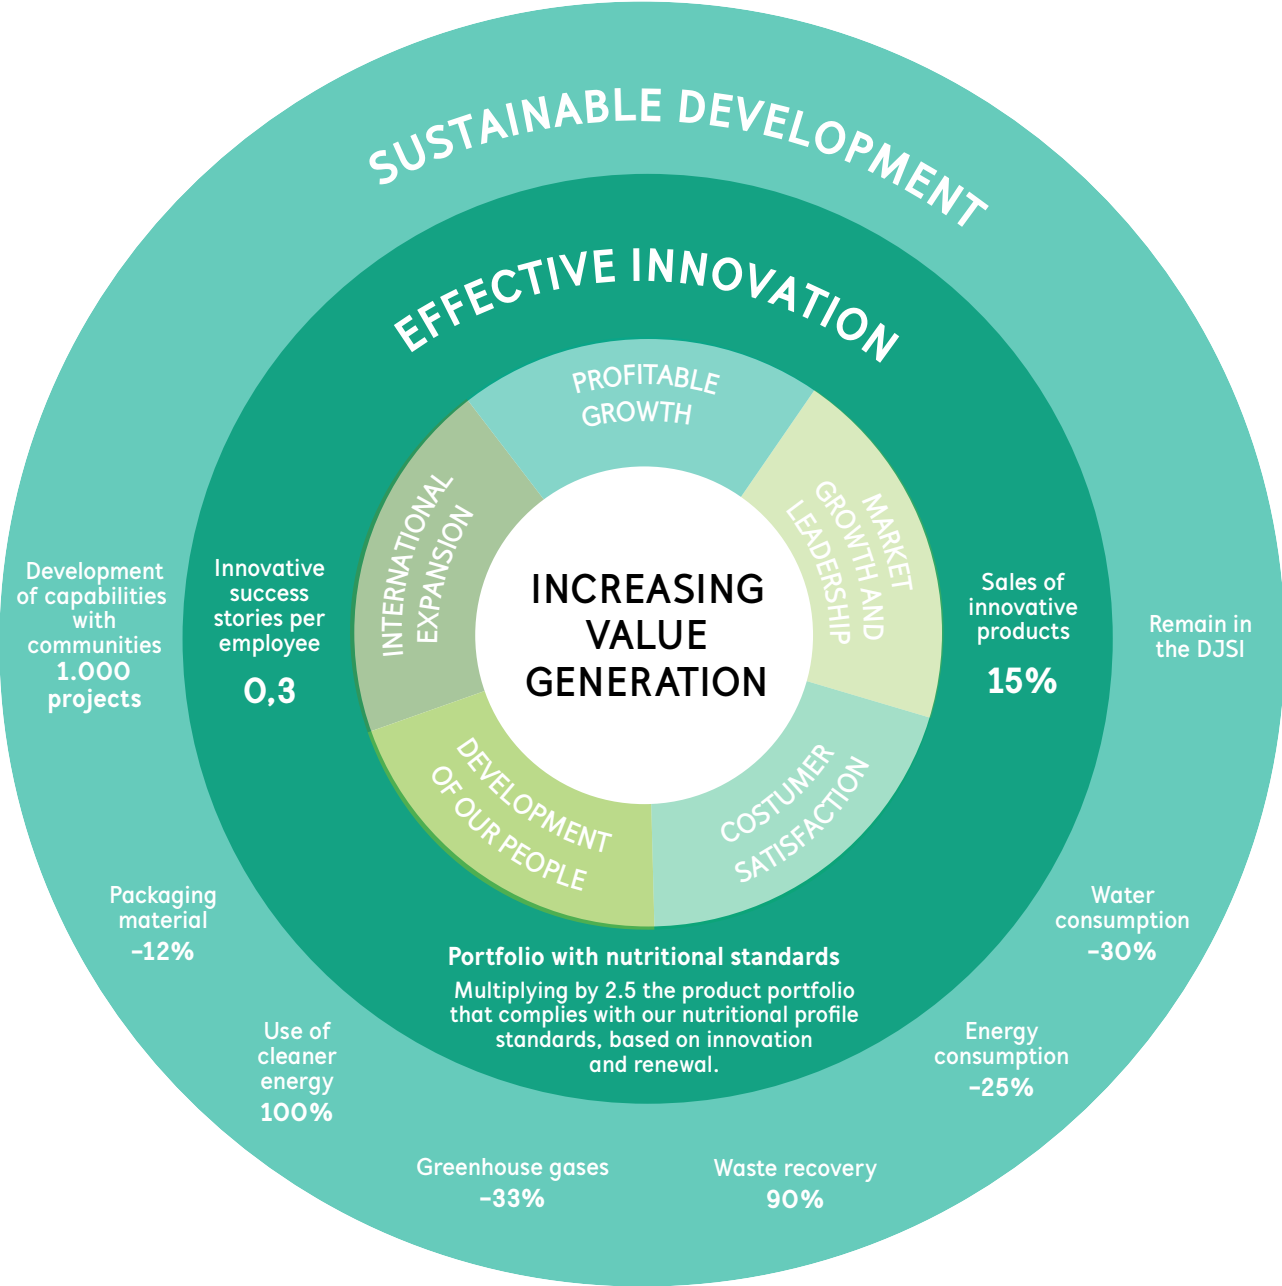 SUSTAINABLE DEVELOPMENT
EFFECTIVE INNOVATION
PROFITABLE
GROWTH
MARKET
GROWTH AND
LEADERSHIP
COSTUMER
SATISFACTION
DEVELOPMENT
OF OUR PEOPLE
INTERNATIONAL
EXPANSION
INCREASING
VALUE
GENERATION
Innovative
success
stories per
employee
0,3
Sales of
innovative
products
15%
Portfolio with nutritional standards
Multiplying by 2.5 the product portfolio
that complies with our nutritional profile
standards, based on innovation
and renewal.
Development
of capabilities
with
communities
1.000
projects
Remain in
the DJSI
Packaging
material
-12%
Water
consumption
-30%
Use of
cleaner
energy
100%
Energy
consumption
-25%
Greenhouse gases
-33%
Waste recovery
90%